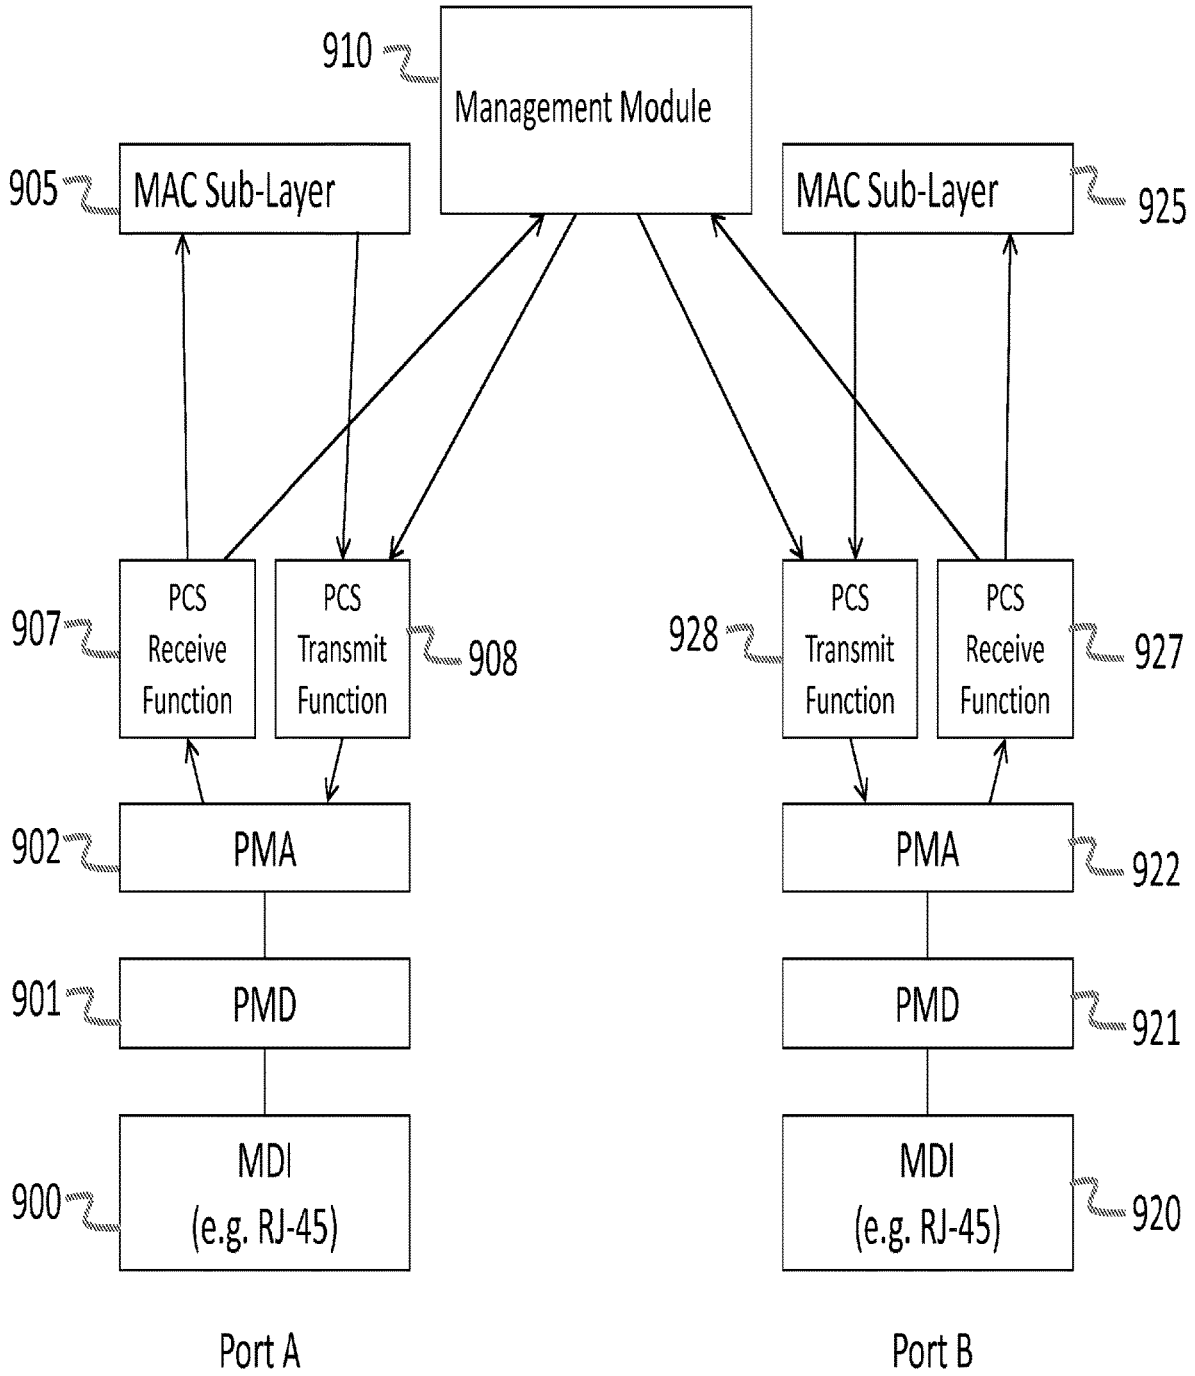 910
Management Module
905
MAC Sub-Layer
MAC Sub-Layer
925
907
PCS
Receive
Function
PCS
Transmit
Function
908
928
PCS
Transmit
Function
PCS
Receive
Function
927
902
PMA
PMA
922
901
PMD
PMD
921
900
MDI
(e.g. RJ-45)
MDI
(e.g. RJ-45)
920
Port A
Port B